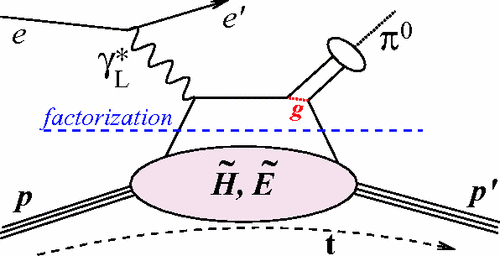 e e'
γ*L π⁰
g
factorization
H̃, Ẽ
p p'
t